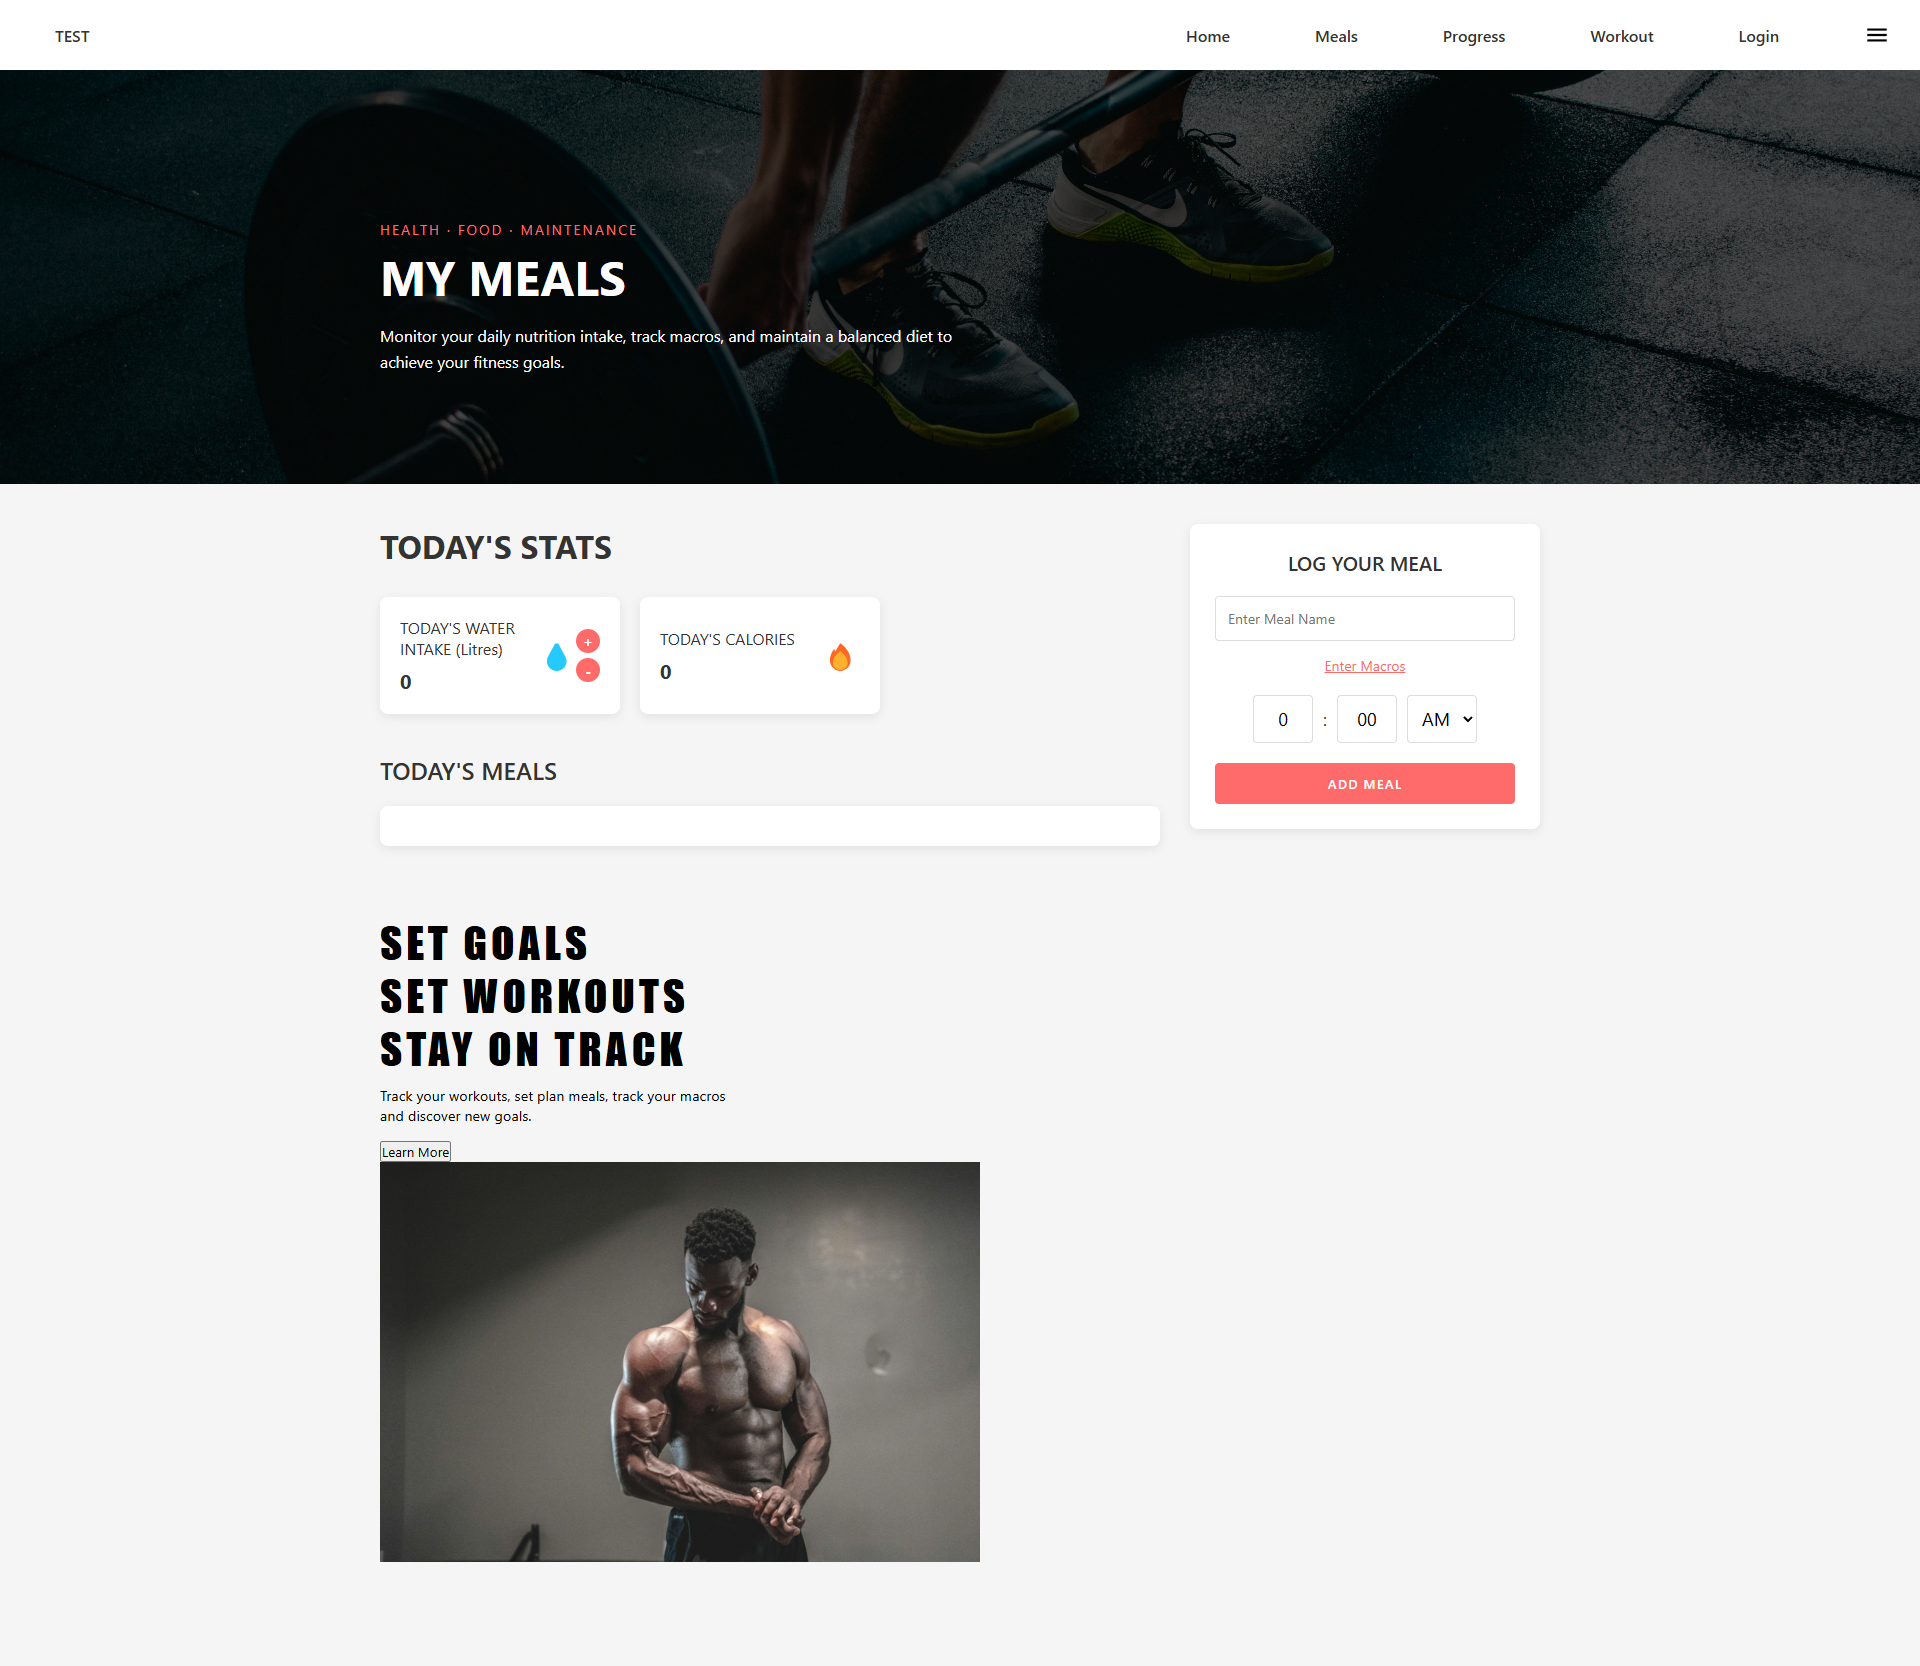 TEST
Home
Meals
Progress
Workout
Login
HEALTH · FOOD · MAINTENANCE
MY MEALS
Monitor your daily nutrition intake, track macros, and maintain a balanced diet to
achieve your fitness goals.
TODAY'S STATS
TODAY'S WATER
INTAKE (Litres)
0
+
-
TODAY'S CALORIES
0
TODAY'S MEALS
LOG YOUR MEAL
Enter Meal Name
Enter Macros
0 : 00 AM
ADD MEAL
SET GOALS
SET WORKOUTS
STAY ON TRACK
Track your workouts, set plan meals, track your macros
and discover new goals.
Learn More